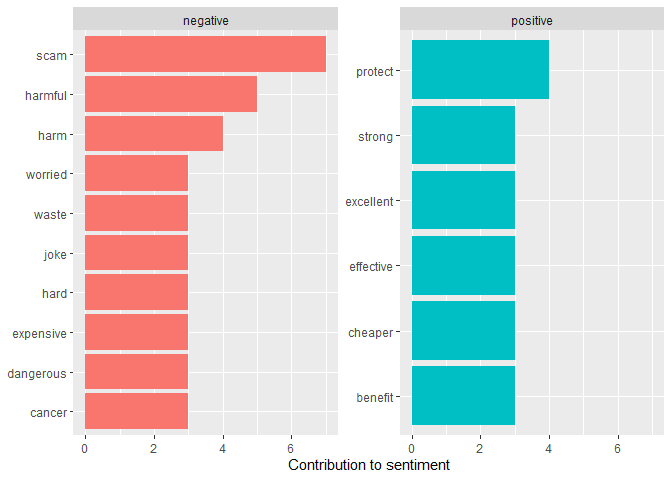 negative
scam
harmful
harm
worried
waste
joke
hard
expensive
dangerous
cancer
0 2 4 6
positive
protect
strong
excellent
effective
cheaper
benefit
0 2 4 6
Contribution to sentiment